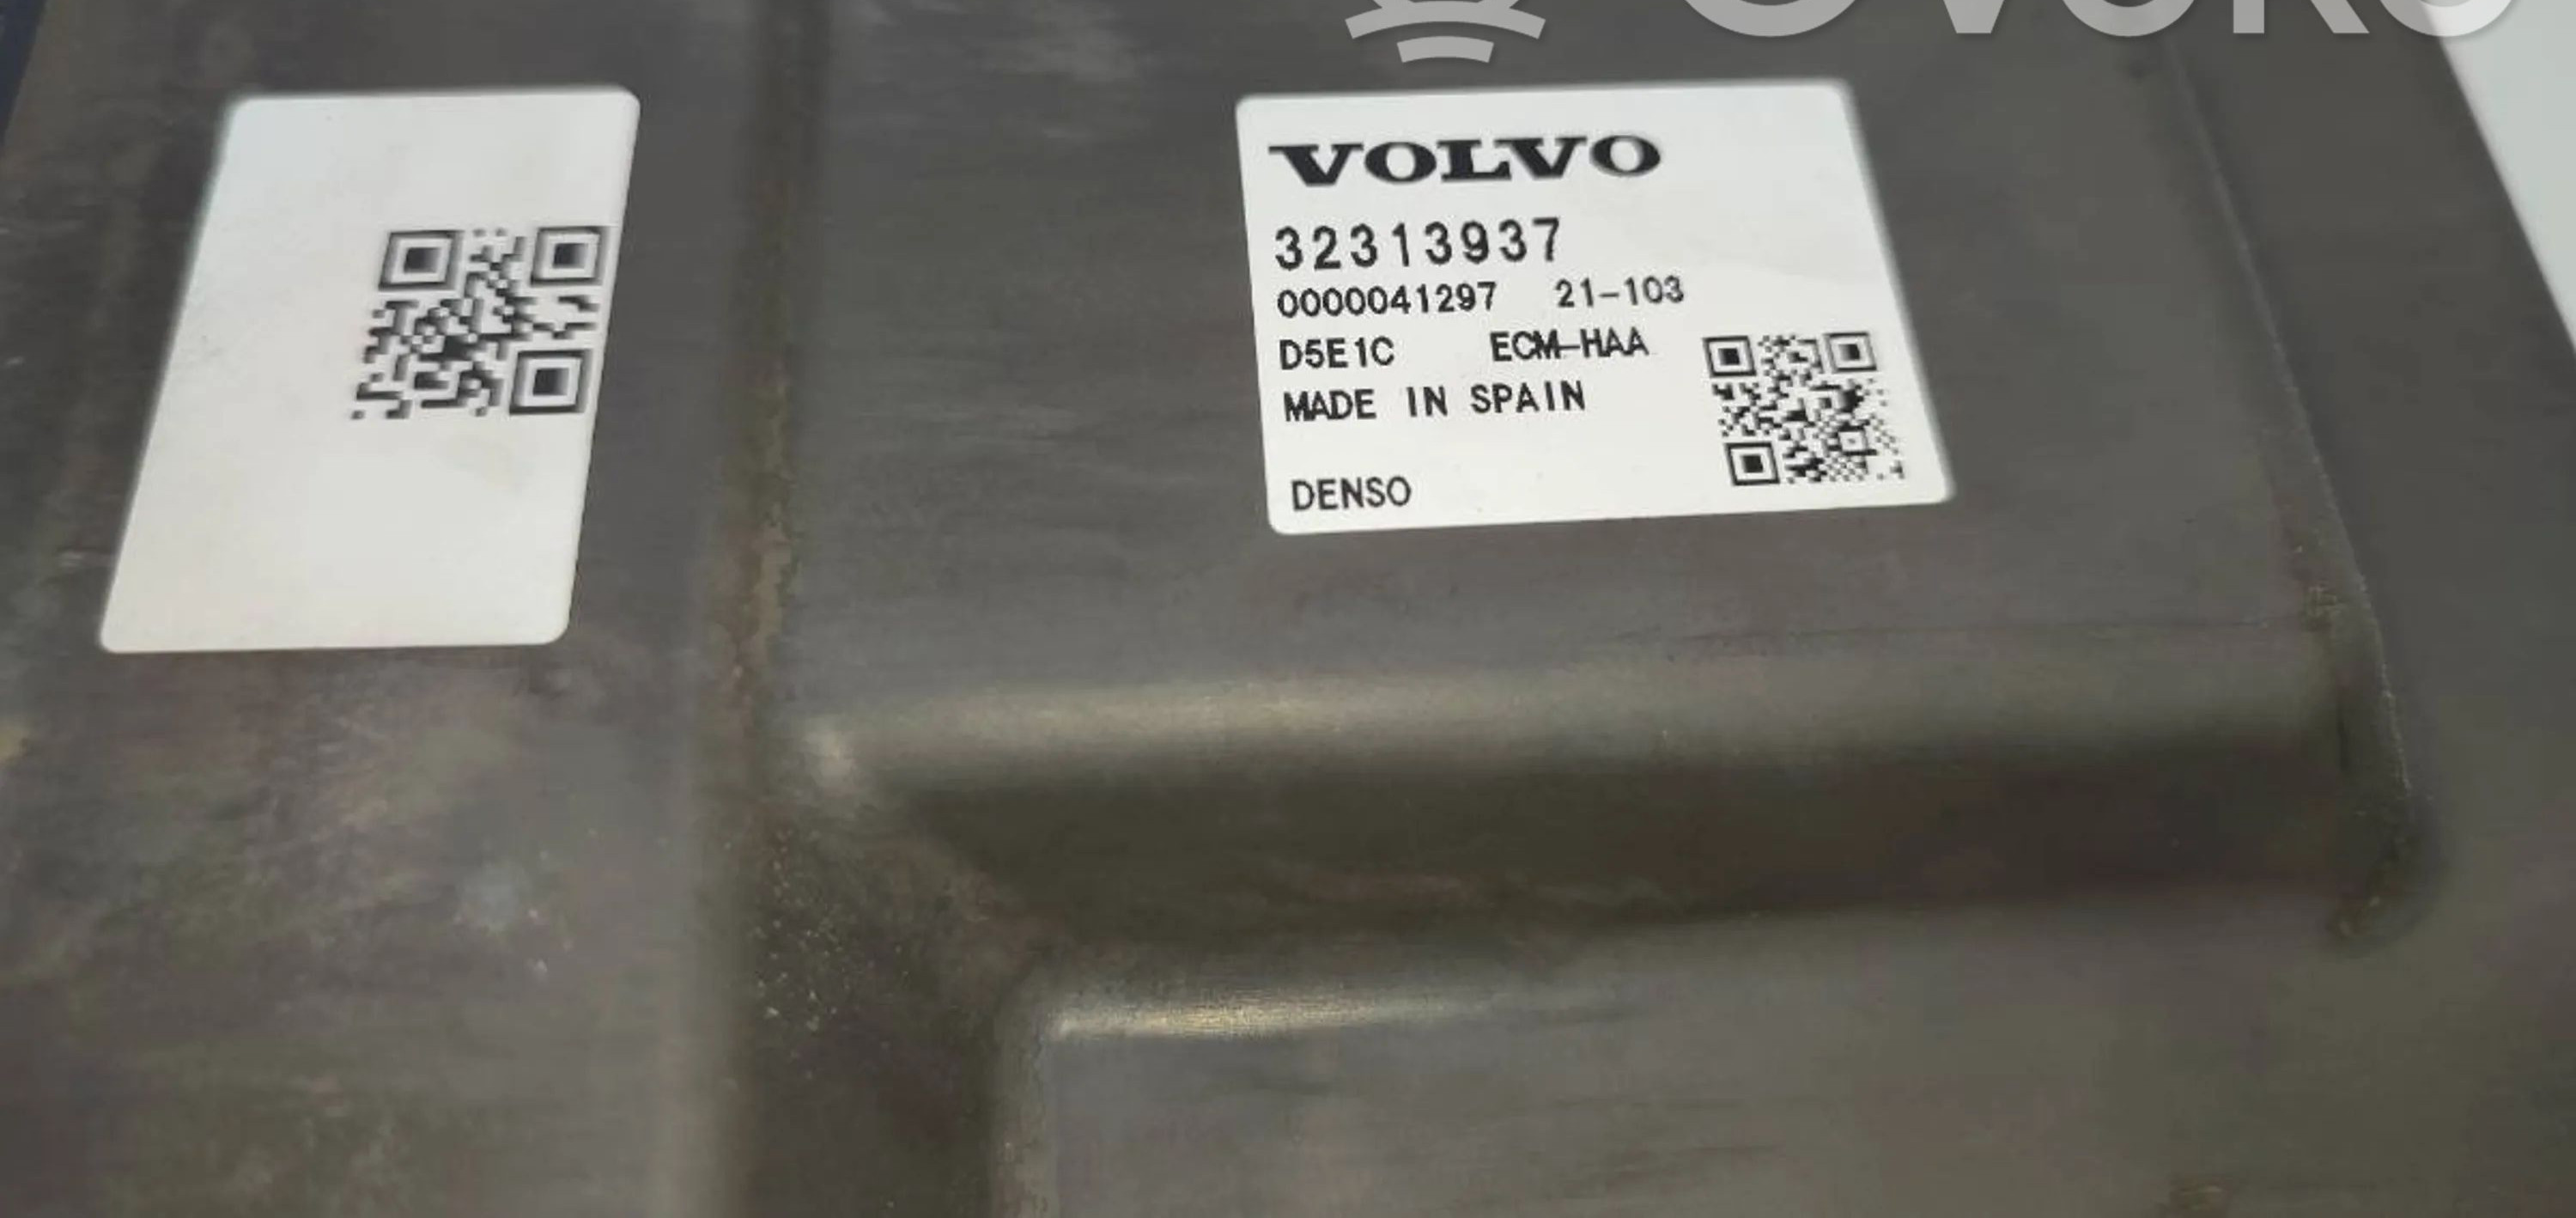 VOLVO
32313937
0000041297 21-103
D5E1C ECM-HAA
MADE IN SPAIN
DENSO